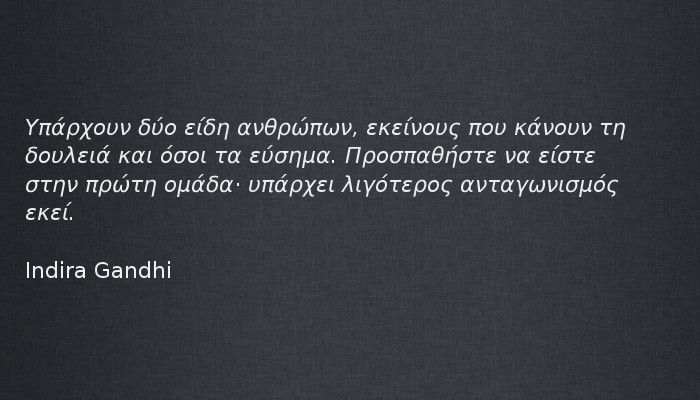 Υπάρχουν δύο είδη ανθρώπων, εκείνους που κάνουν τη
δουλειά και όσοι τα εύσημα. Προσπαθήστε να είστε
στην πρώτη ομάδα· υπάρχει λιγότερος ανταγωνισμός
εκεί.
Indira Gandhi